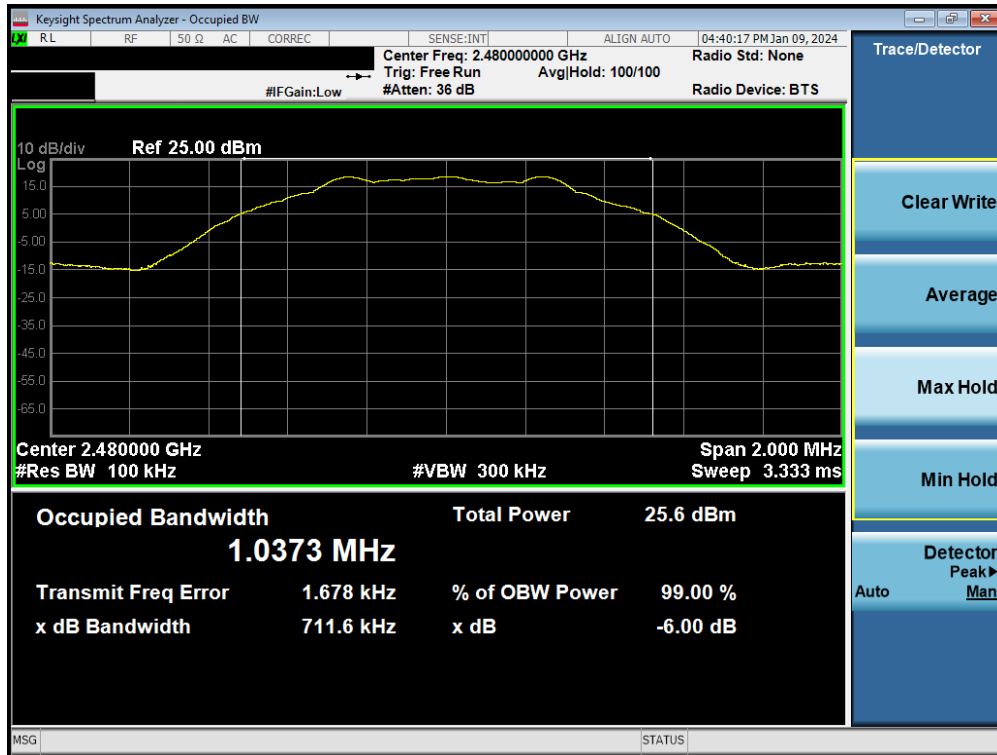 Keysight Spectrum Analyzer - Occupied BW
LXI RL RF 50 Ω AC CORREC SENSE:INT ALIGN AUTO 04:40:17 PM Jan 09, 2024
Center Freq: 2.480000000 GHz Radio Std: None
Trig: Free Run Avg|Hold: 100/100
#IFGain:Low #Atten: 36 dB Radio Device: BTS
10 dB/div Ref 25.00 dBm
Log
15.0
5.00
-5.00
-15.0
-25.0
-35.0
-45.0
-55.0
-65.0
Center 2.480000 GHz Span 2.000 MHz
#Res BW 100 kHz #VBW 300 kHz Sweep 3.333 ms
Occupied Bandwidth Total Power 25.6 dBm
1.0373 MHz
Transmit Freq Error 1.678 kHz % of OBW Power 99.00 %
x dB Bandwidth 711.6 kHz x dB -6.00 dB
MSG STATUS
Trace/Detector
Clear Write
Average
Max Hold
Min Hold
Detector
Peak▶
Auto Man